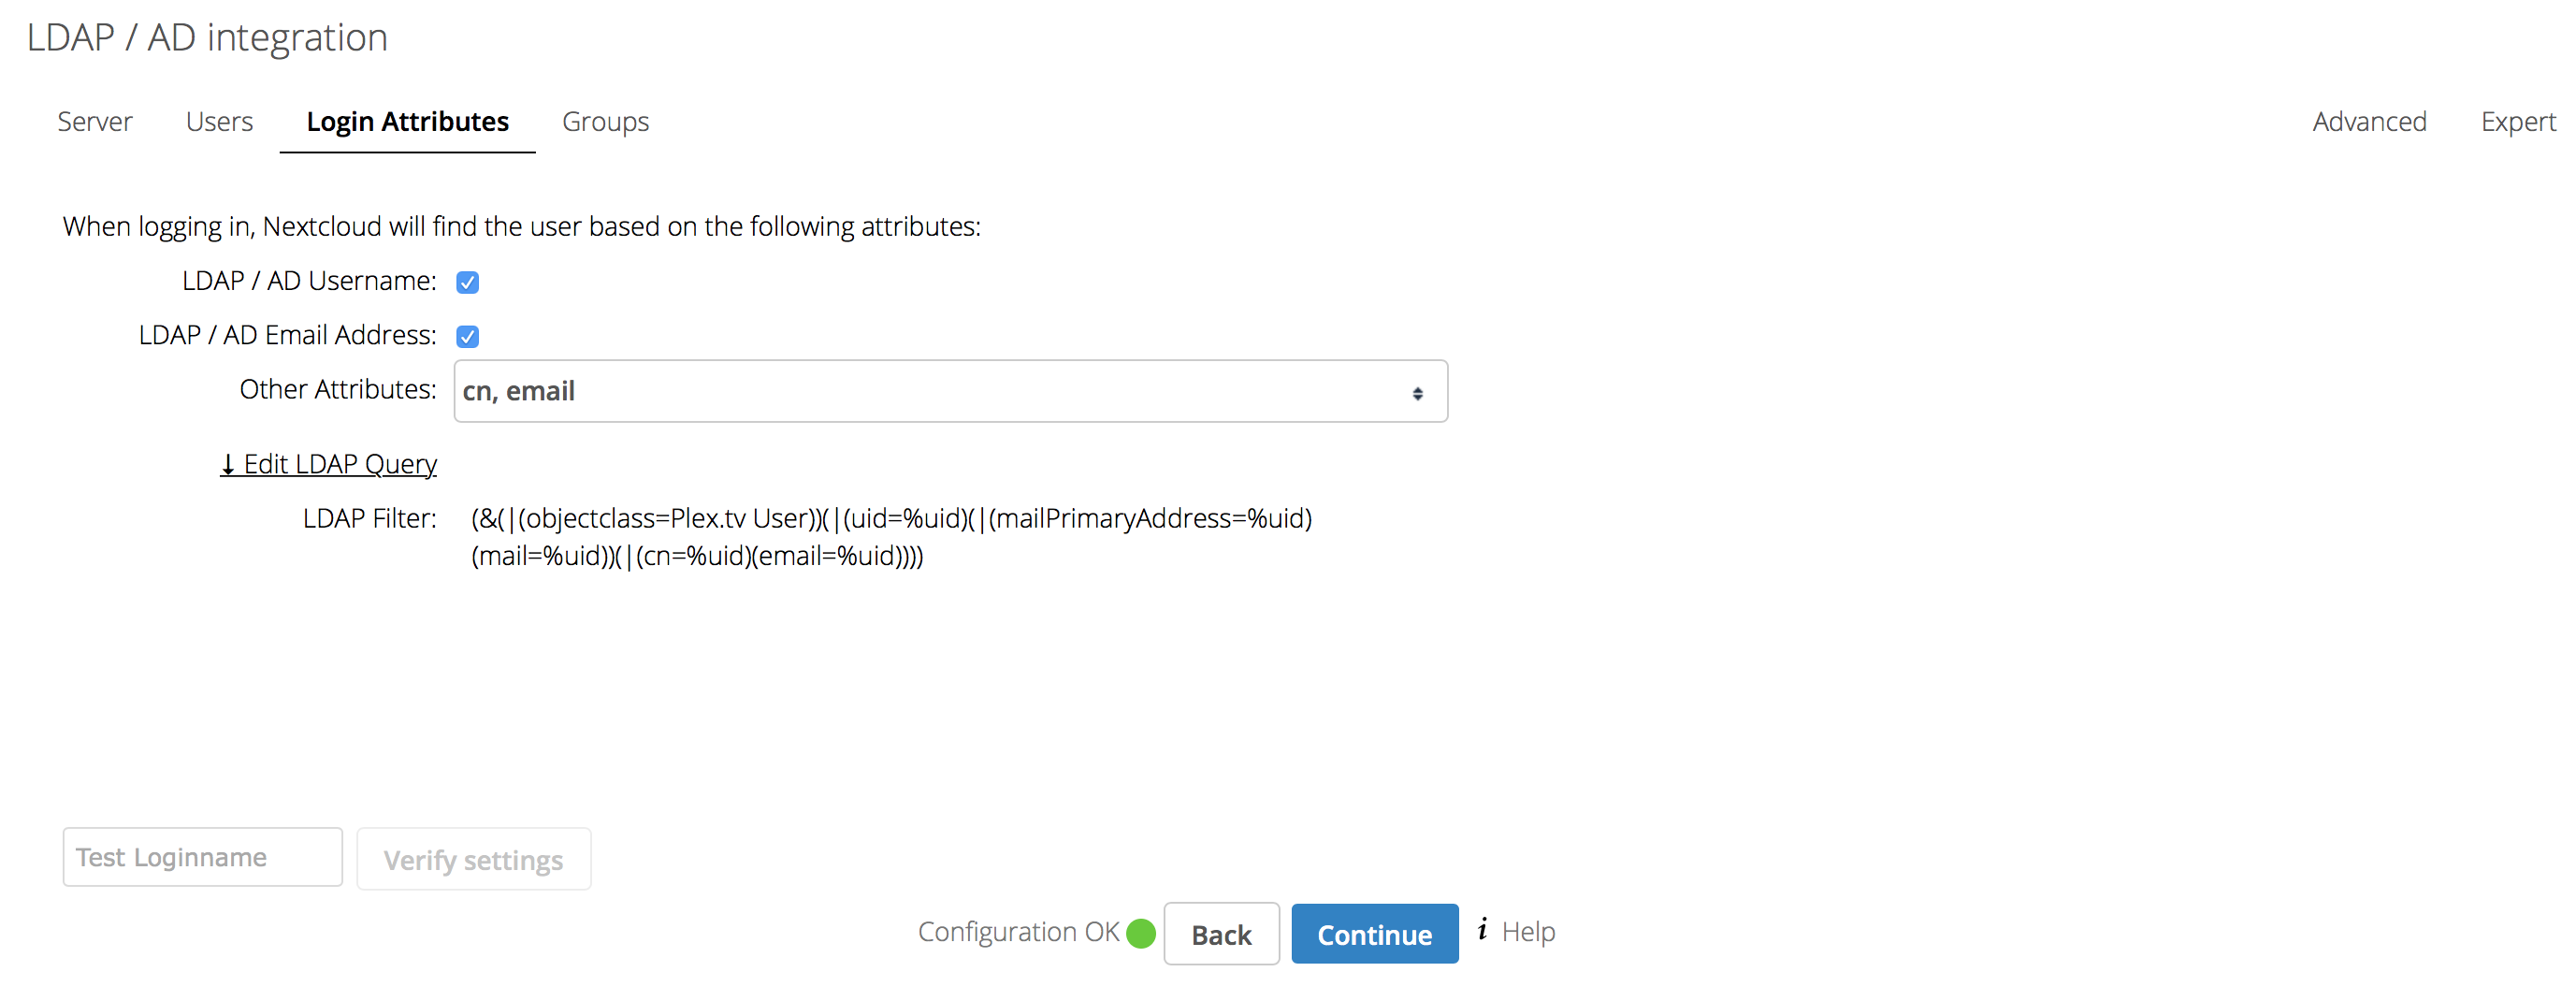 LDAP / AD integration
Server Users Login Attributes Groups Advanced Expert
When logging in, Nextcloud will find the user based on the following attributes:
LDAP / AD Username:
LDAP / AD Email Address:
Other Attributes: cn, email
↓ Edit LDAP Query
LDAP Filter: (&(|(objectclass=Plex.tv User))(|(uid=%uid)(|(mailPrimaryAddress=%uid)
(mail=%uid))(|(cn=%uid)(email=%uid))))
Test Loginname Verify settings
Configuration OK Back Continue i Help